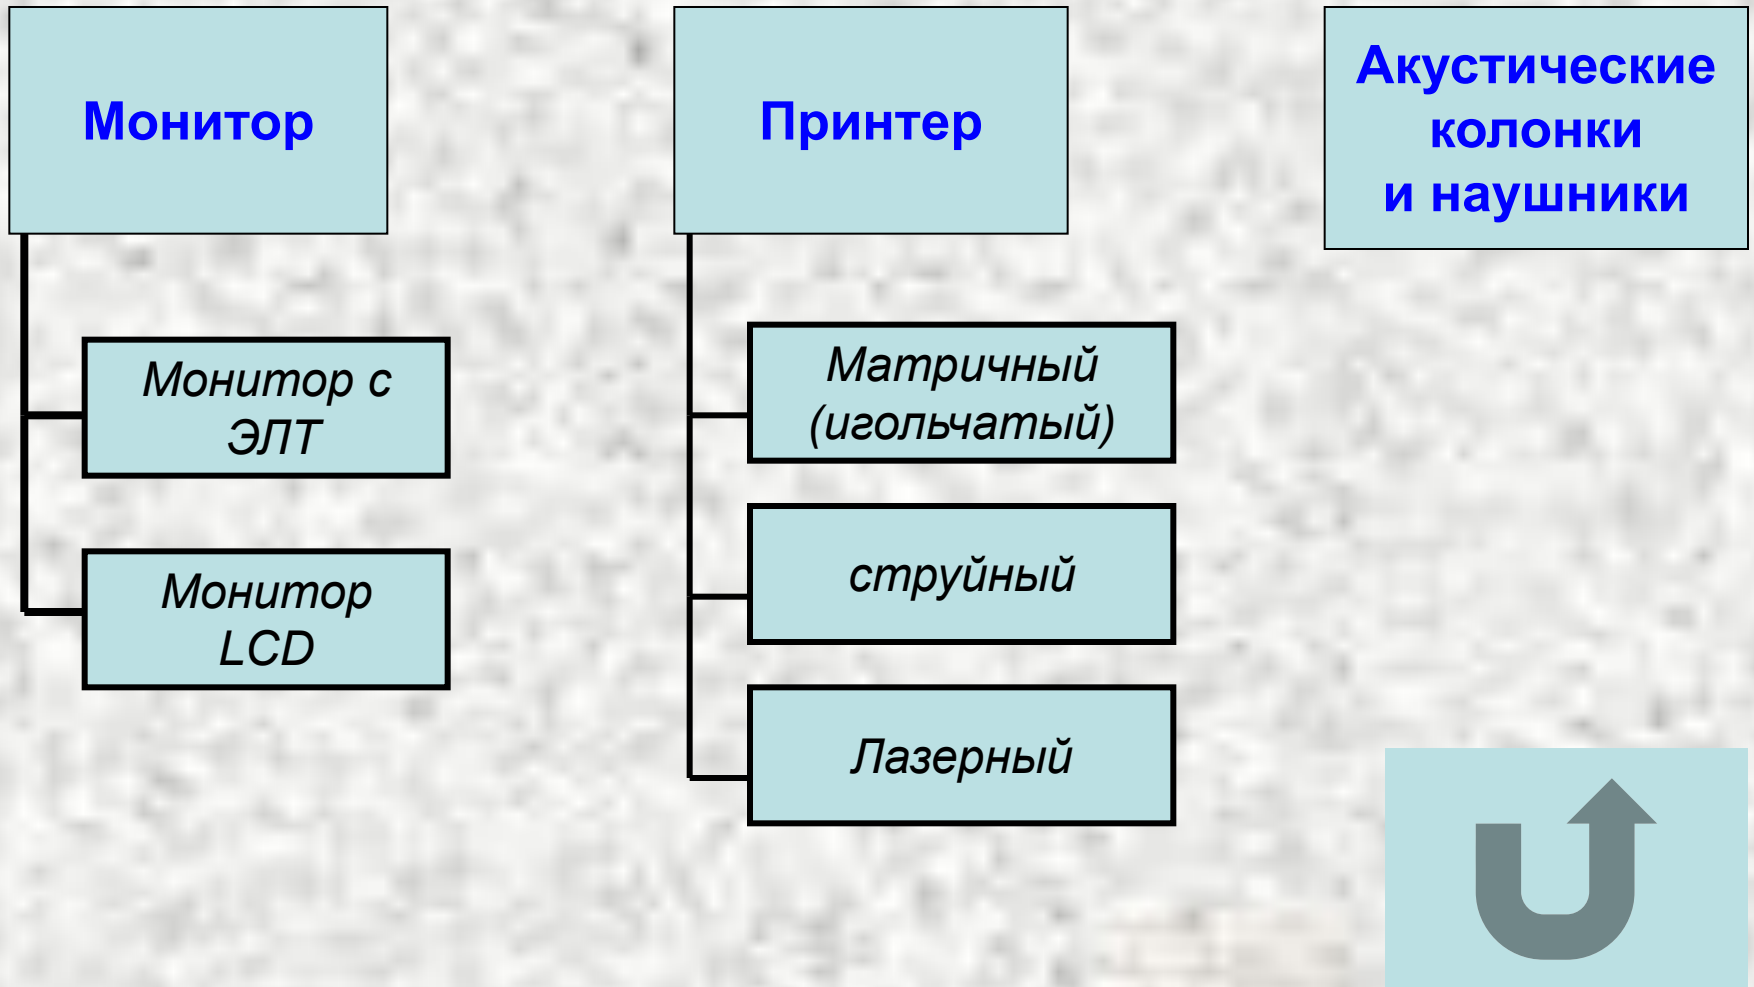 Монитор
Монитор с
ЭЛТ
Монитор
LCD
Принтер
Матричный
(игольчатый)
струйный
Лазерный
Акустические
колонки
и наушники